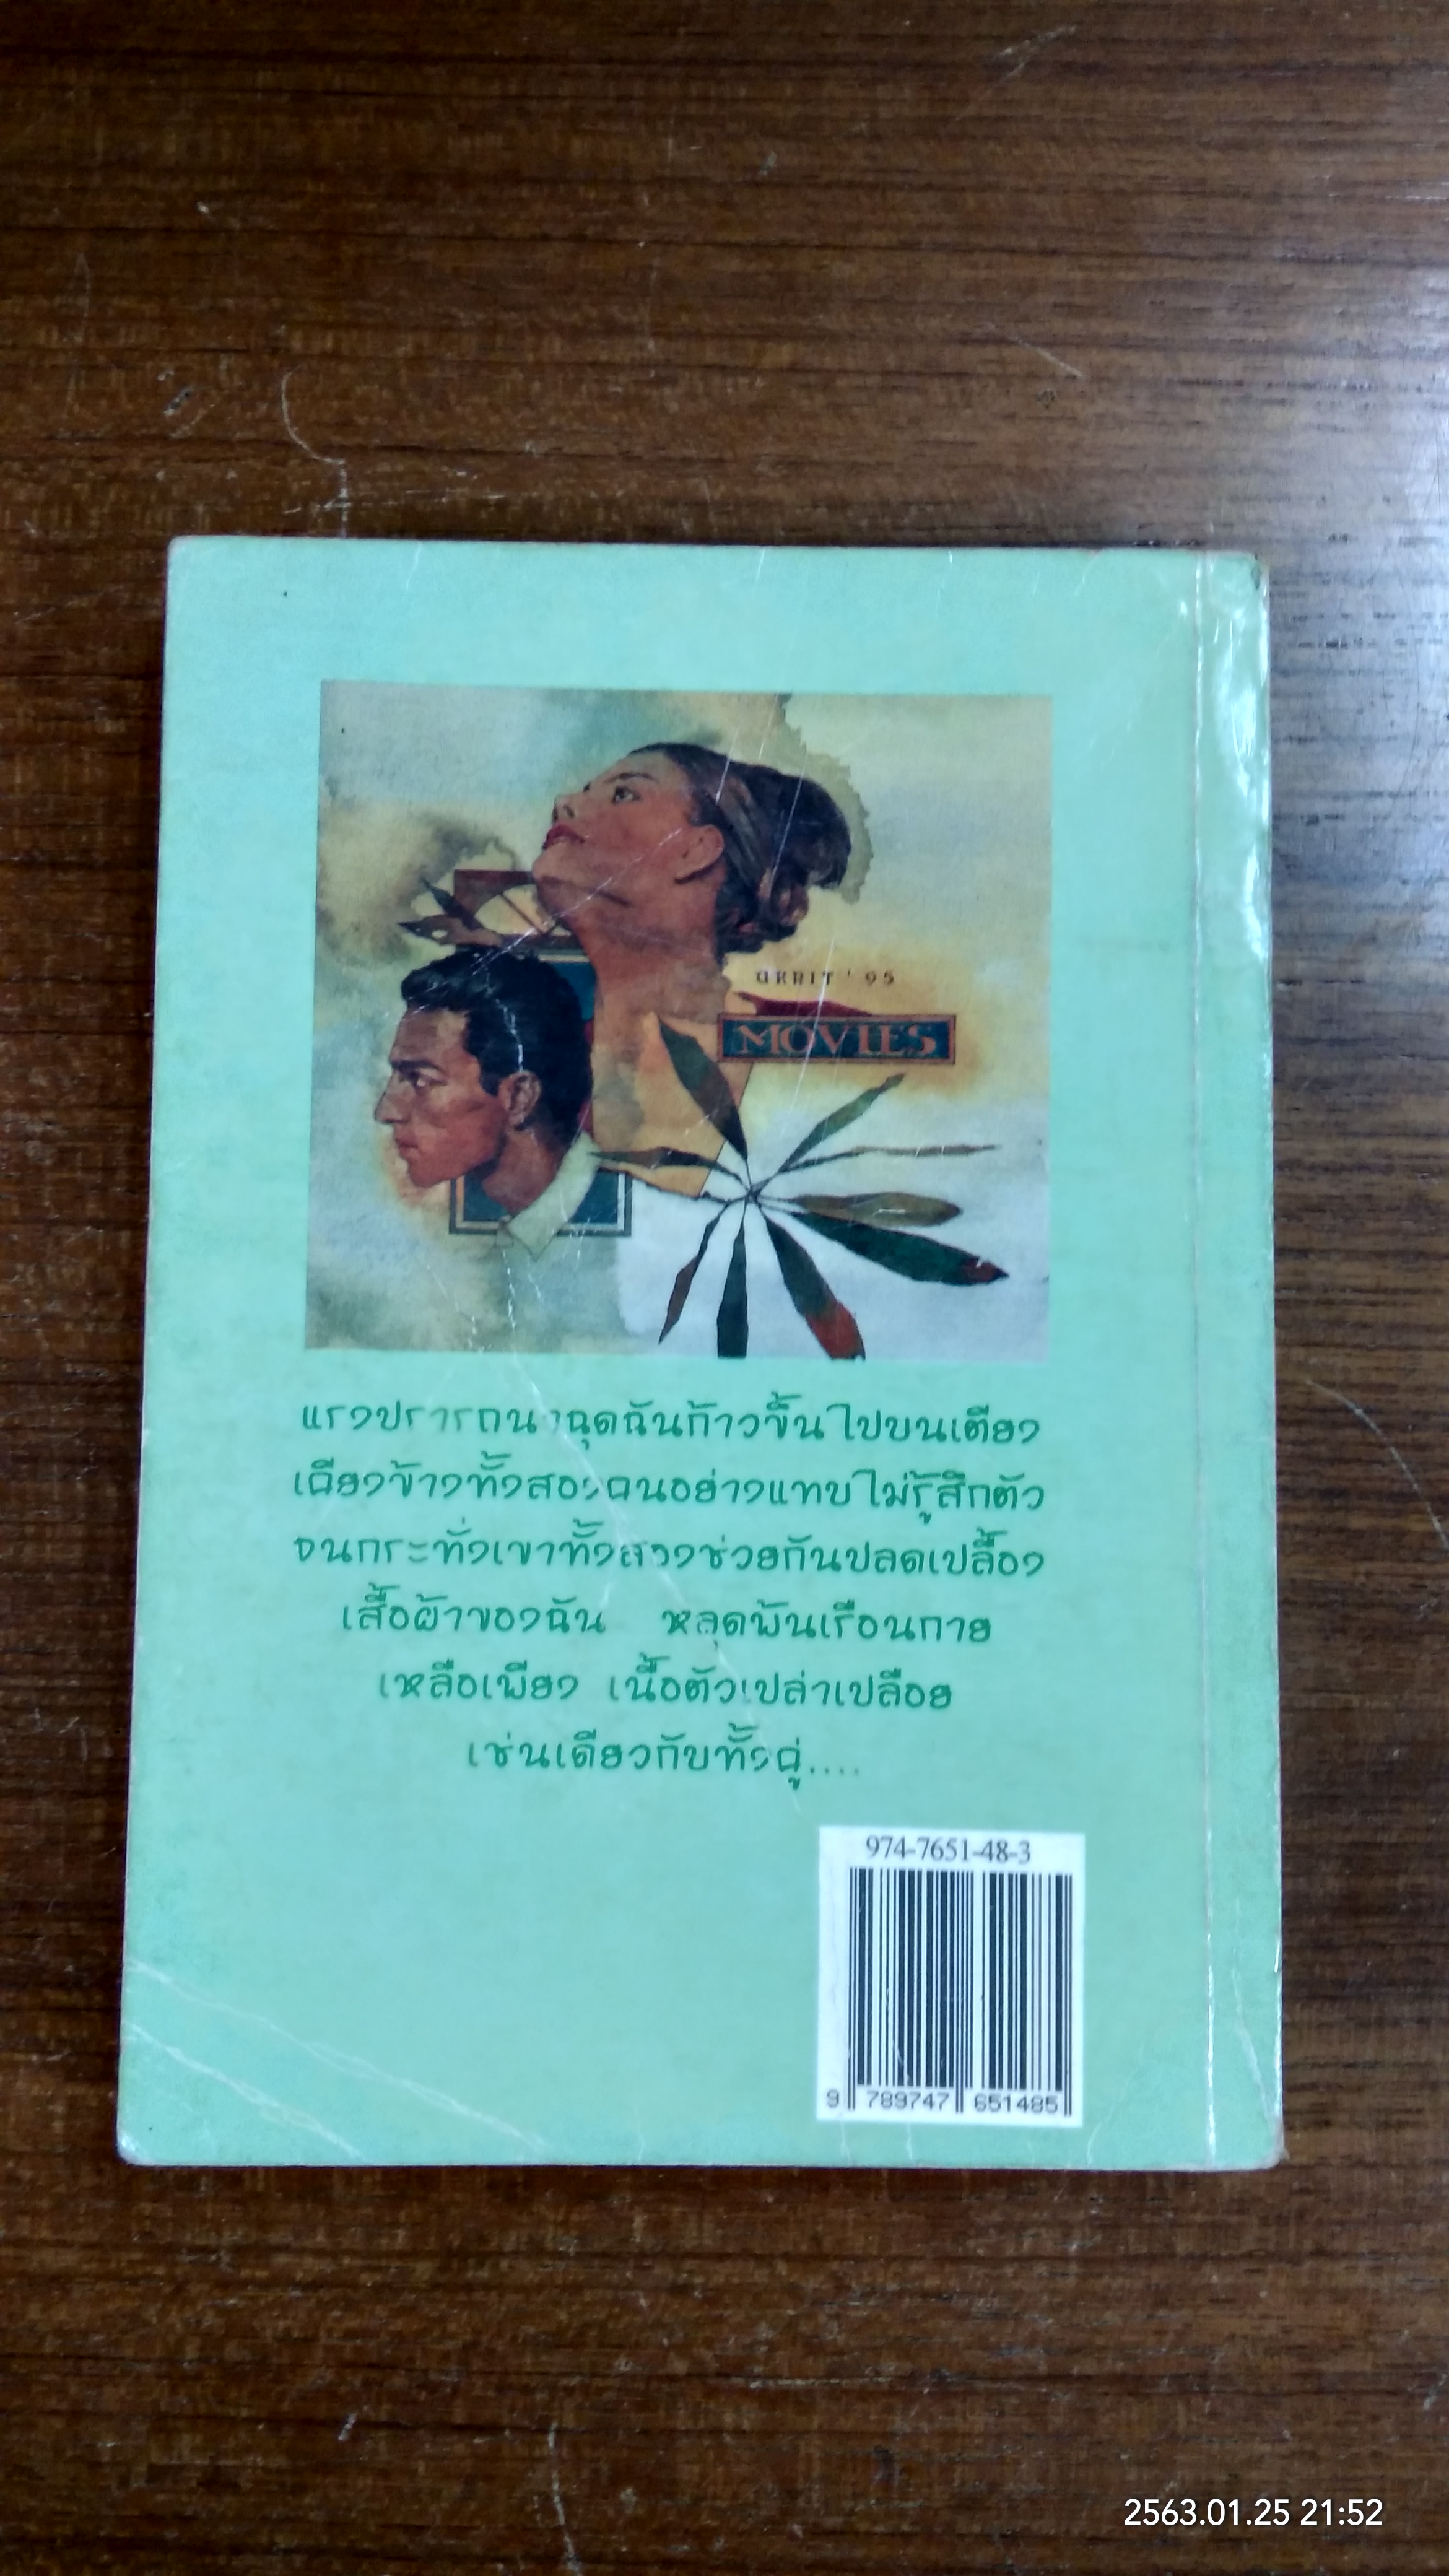 ORBIT '95
MOVIES
แรงปรารถนาฉุดฉันก้าวขึ้นไปบนเตียง
เคียงข้างทั้งสองคนอย่างแทบไม่รู้สึกตัว
จนกระทั่งเขาทั้งสองช่วยกันปลดเปลื้อง
เสื้อผ้าของฉัน หลุดพ้นเรือนกาย
เหลือเพียง เนื้อตัวเปล่าเปลือย
เช่นเดียวกับทั้งคู่....
974-7651-48-3
9 789747 651485
2563.01.25 21:52